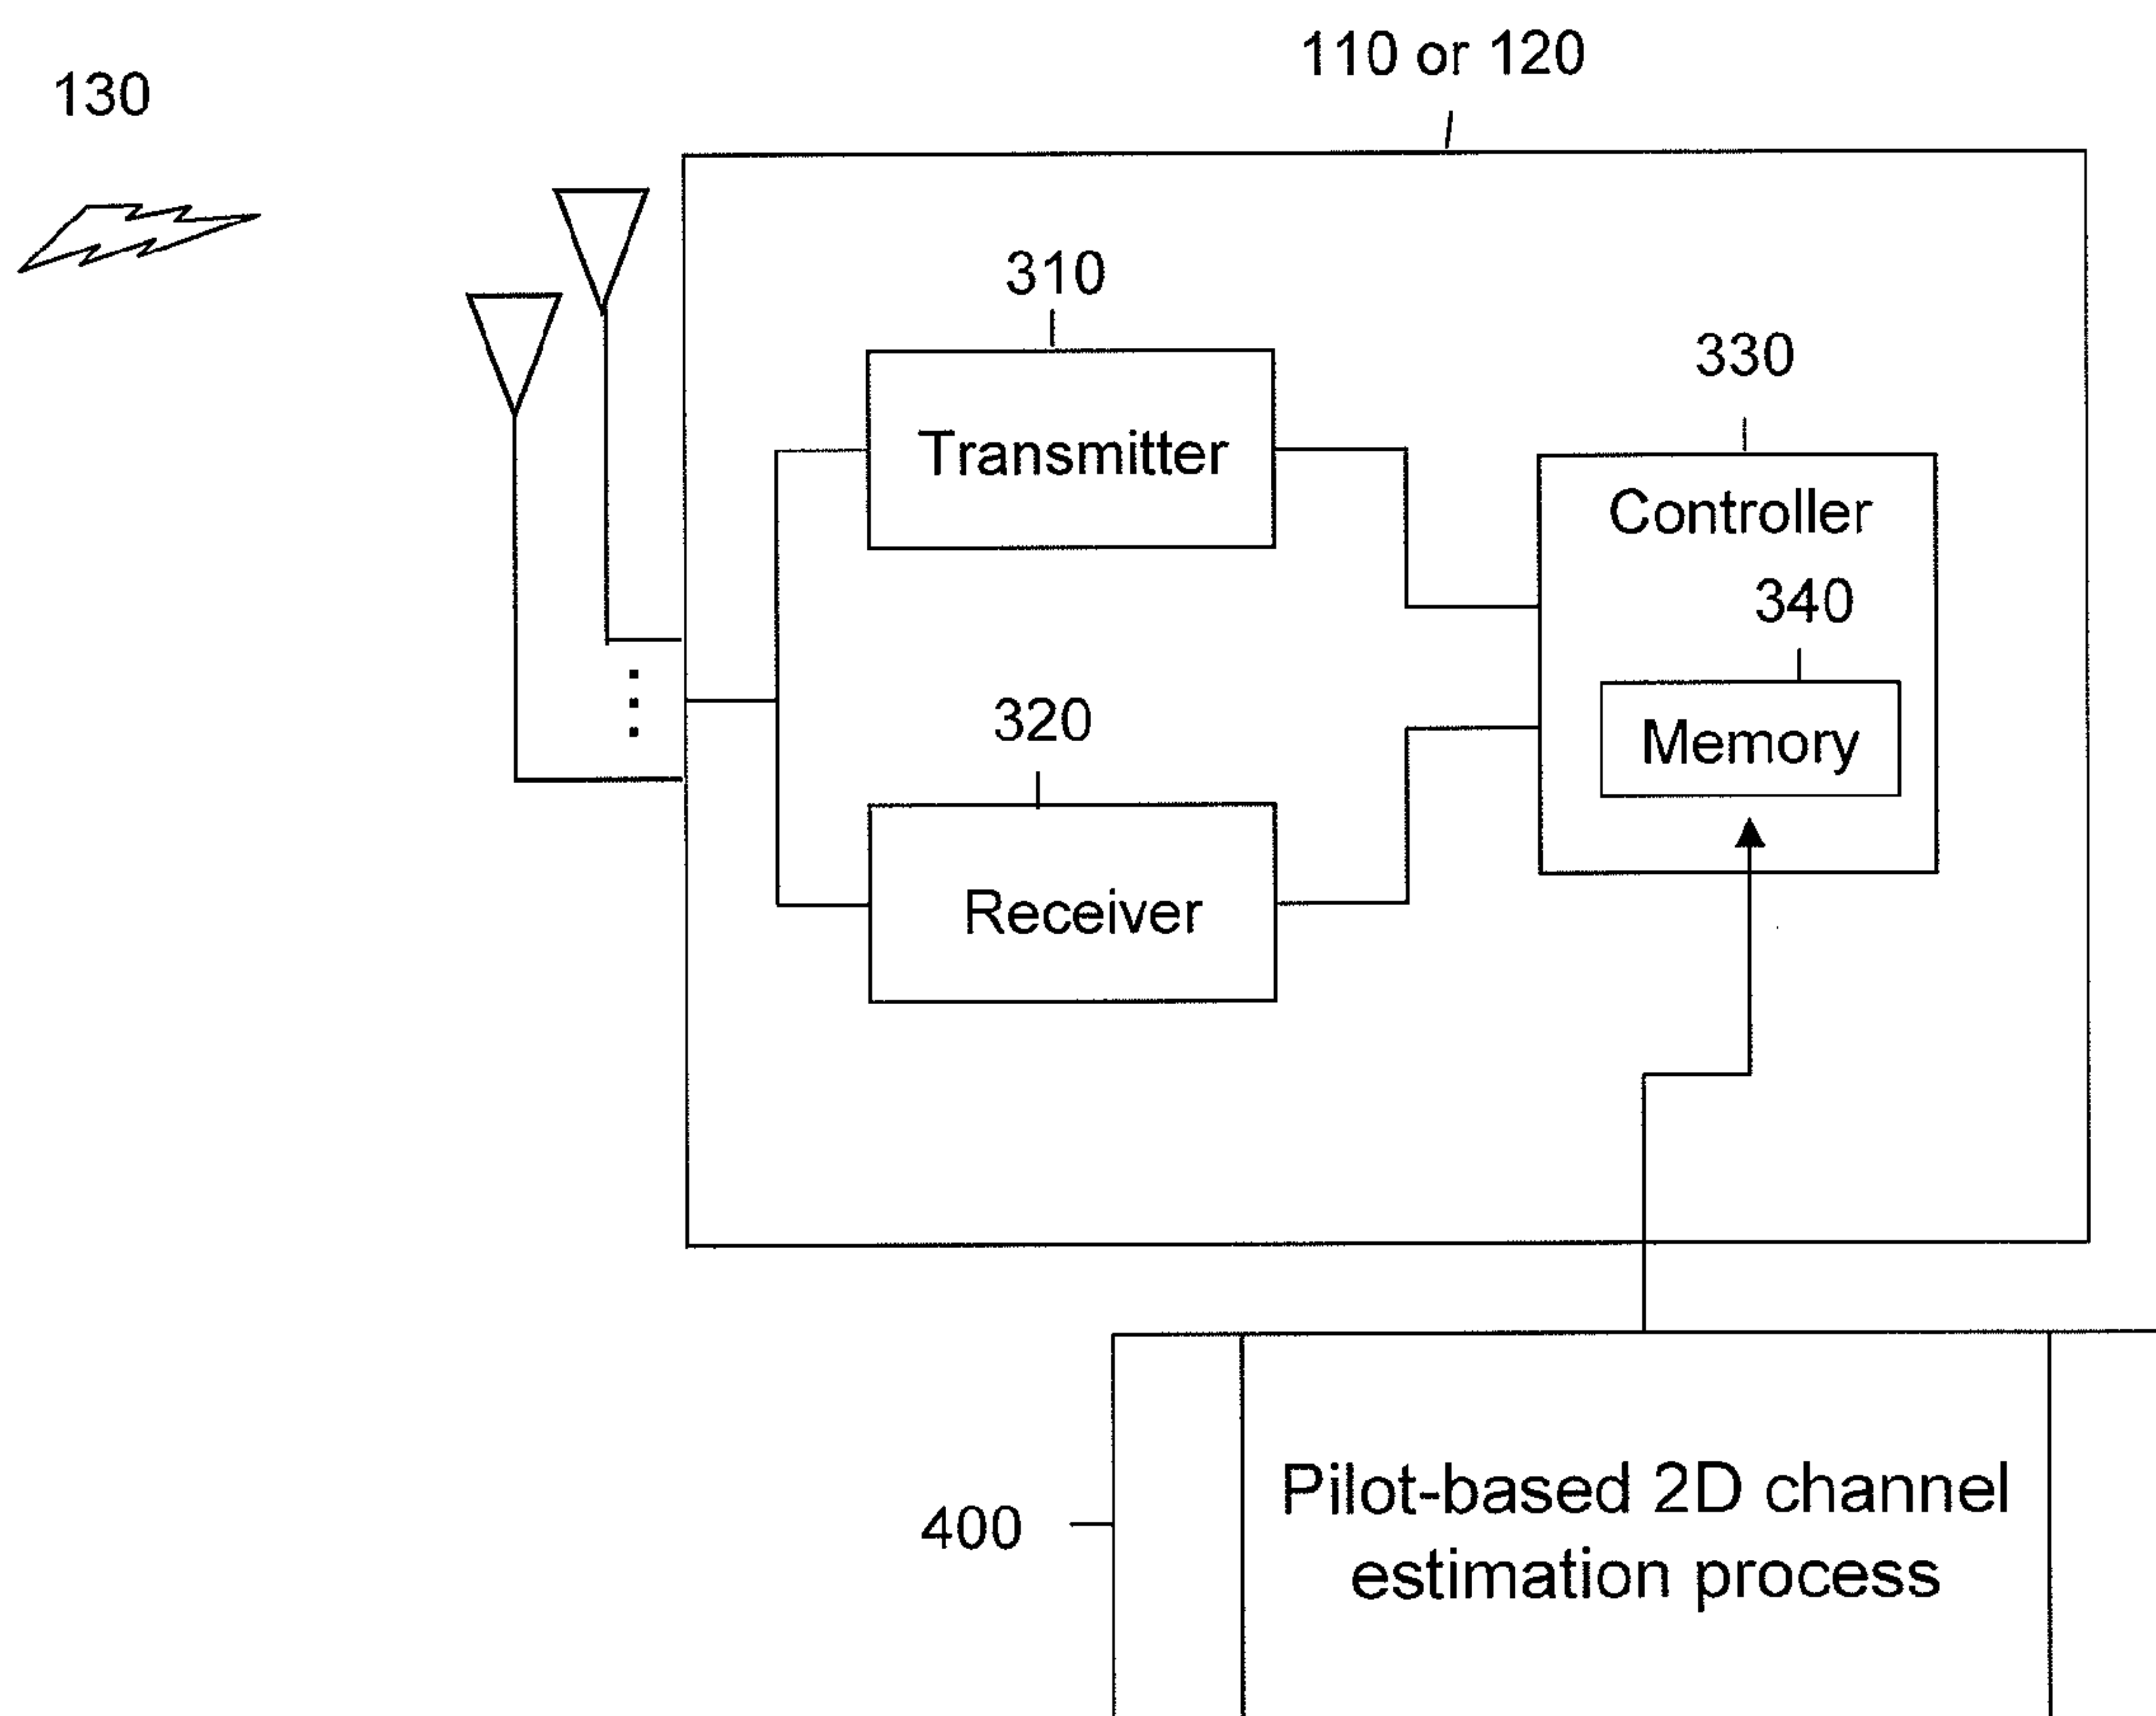 110 or 120
130
310
330
Transmitter
Controller
340
320
Memory
Receiver
400
Pilot-based 2D channel
estimation process